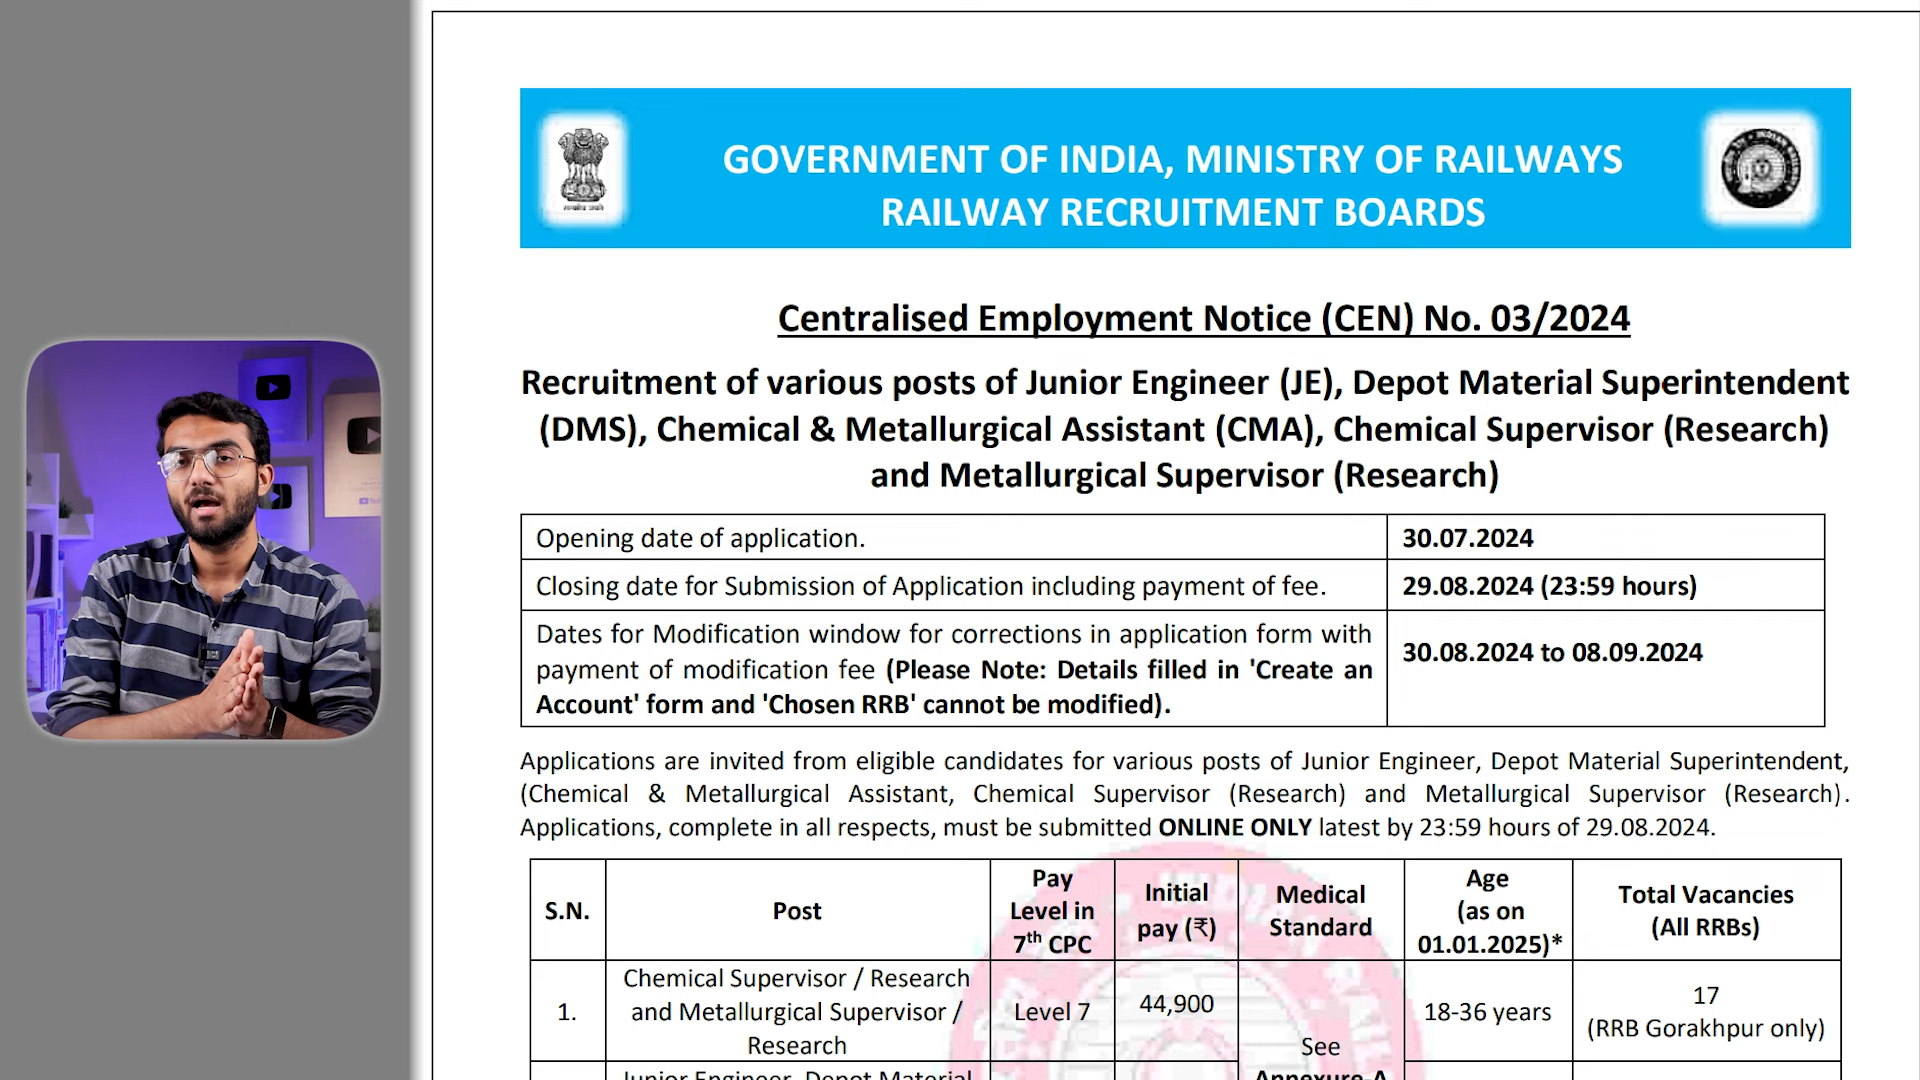 GOVERNMENT OF INDIA, MINISTRY OF RAILWAYS
RAILWAY RECRUITMENT BOARDS
Centralised Employment Notice (CEN) No. 03/2024
Recruitment of various posts of Junior Engineer (JE), Depot Material Superintendent
(DMS), Chemical & Metallurgical Assistant (CMA), Chemical Supervisor (Research)
and Metallurgical Supervisor (Research)
Opening date of application. 30.07.2024
Closing date for Submission of Application including payment of fee. 29.08.2024 (23:59 hours)
Dates for Modification window for corrections in application form with
payment of modification fee (Please Note: Details filled in 'Create an
Account' form and 'Chosen RRB' cannot be modified).
30.08.2024 to 08.09.2024
Applications are invited from eligible candidates for various posts of Junior Engineer, Depot Material Superintendent,
(Chemical & Metallurgical Assistant, Chemical Supervisor (Research) and Metallurgical Supervisor (Research).
Applications, complete in all respects, must be submitted ONLINE ONLY latest by 23:59 hours of 29.08.2024.
S.N.
Post
Pay
Level in
7th CPC
Initial
pay (₹)
Medical
Standard
Age
(as on
01.01.2025)*
Total Vacancies
(All RRBs)
1.
Chemical Supervisor / Research
and Metallurgical Supervisor /
Research
Level 7
44,900
See
Annexure-A
18-36 years
17
(RRB Gorakhpur only)
Junior Engineer, Depot Material